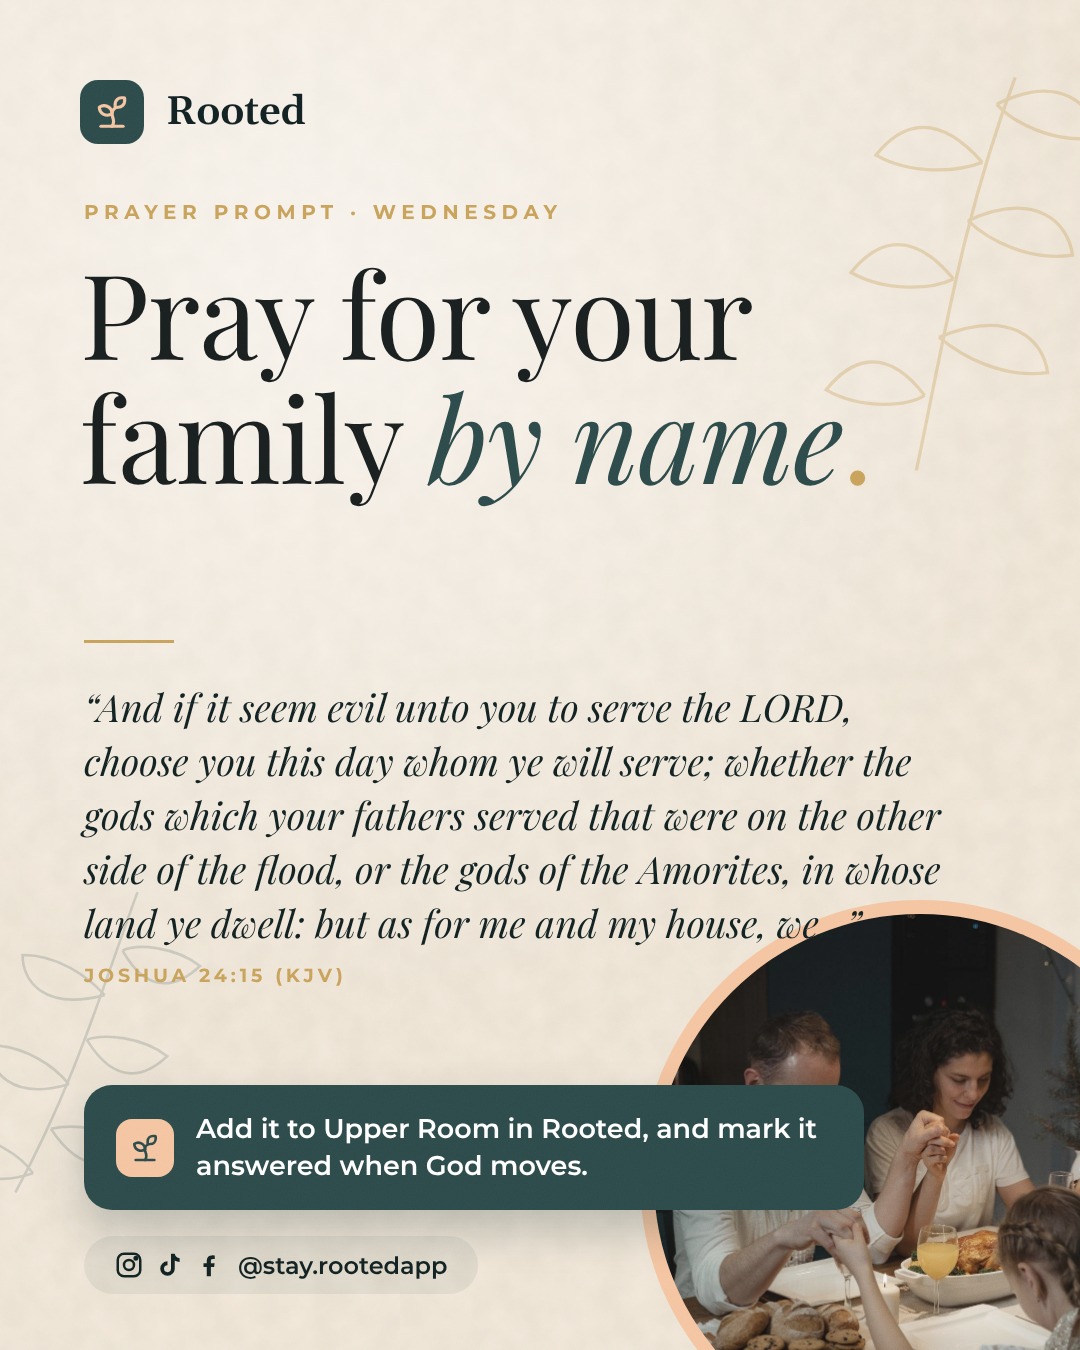 Rooted
PRAYER PROMPT · WEDNESDAY
Pray for your
family by name.
“And if it seem evil unto you to serve the LORD,
choose you this day whom ye will serve; whether the
gods which your fathers served that were on the other
side of the flood, or the gods of the Amorites, in whose
land ye dwell: but as for me and my house, we...”
JOSHUA 24:15 (KJV)
Add it to Upper Room in Rooted, and mark it
answered when God moves.
@stay.rootedapp